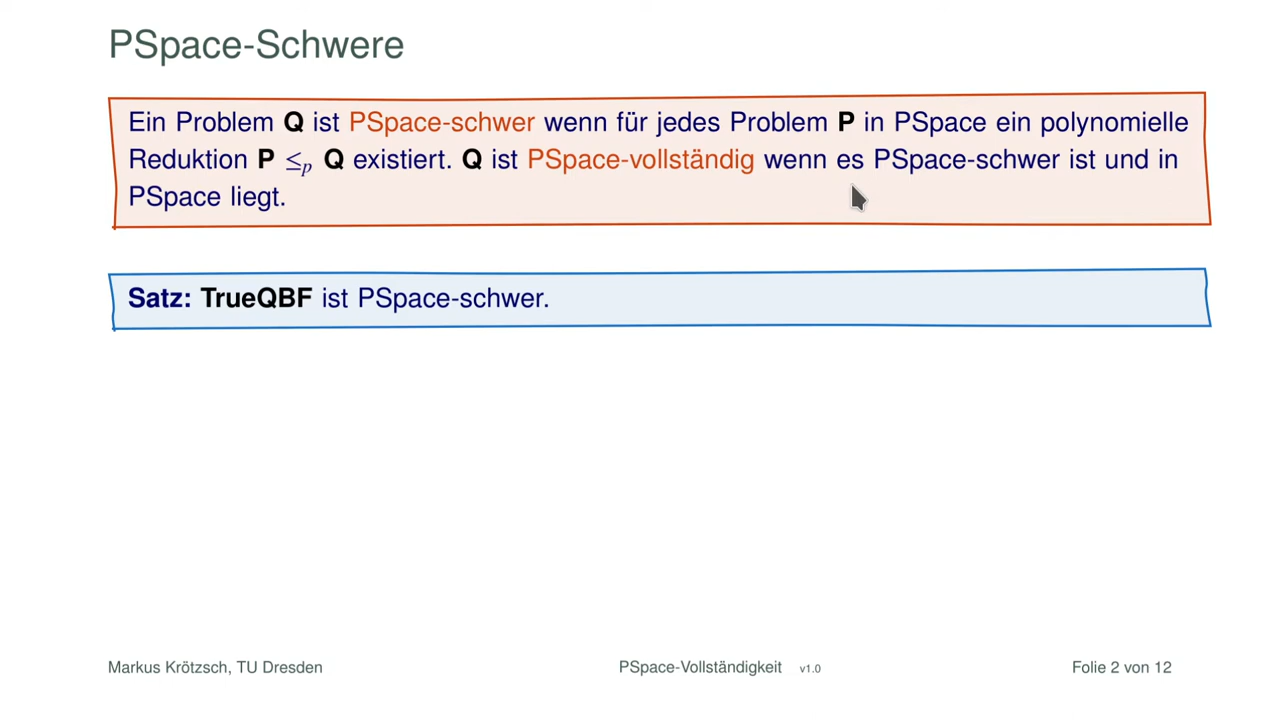 PSpace-Schwere
Ein Problem Q ist PSpace-schwer wenn für jedes Problem P in PSpace ein polynomielle
Reduktion P ≤p Q existiert. Q ist PSpace-vollständig wenn es PSpace-schwer ist und in
PSpace liegt.
Satz: TrueQBF ist PSpace-schwer.
Markus Krötzsch, TU Dresden PSpace-Vollständigkeit v1.0 Folie 2 von 12